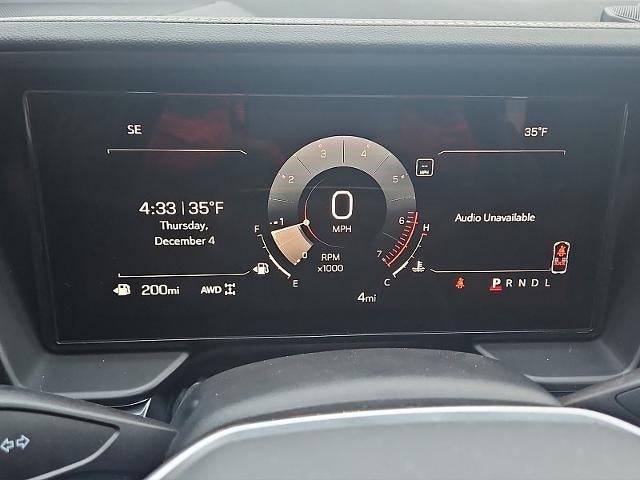 SE
35°F
3 4
2 5
1 6
0 7
0
MPH
RPM
x1000
-- MPH
4:33 | 35°F
Thursday,
December 4
Audio Unavailable
F H
E C
200mi AWD
4mi
P R N D L